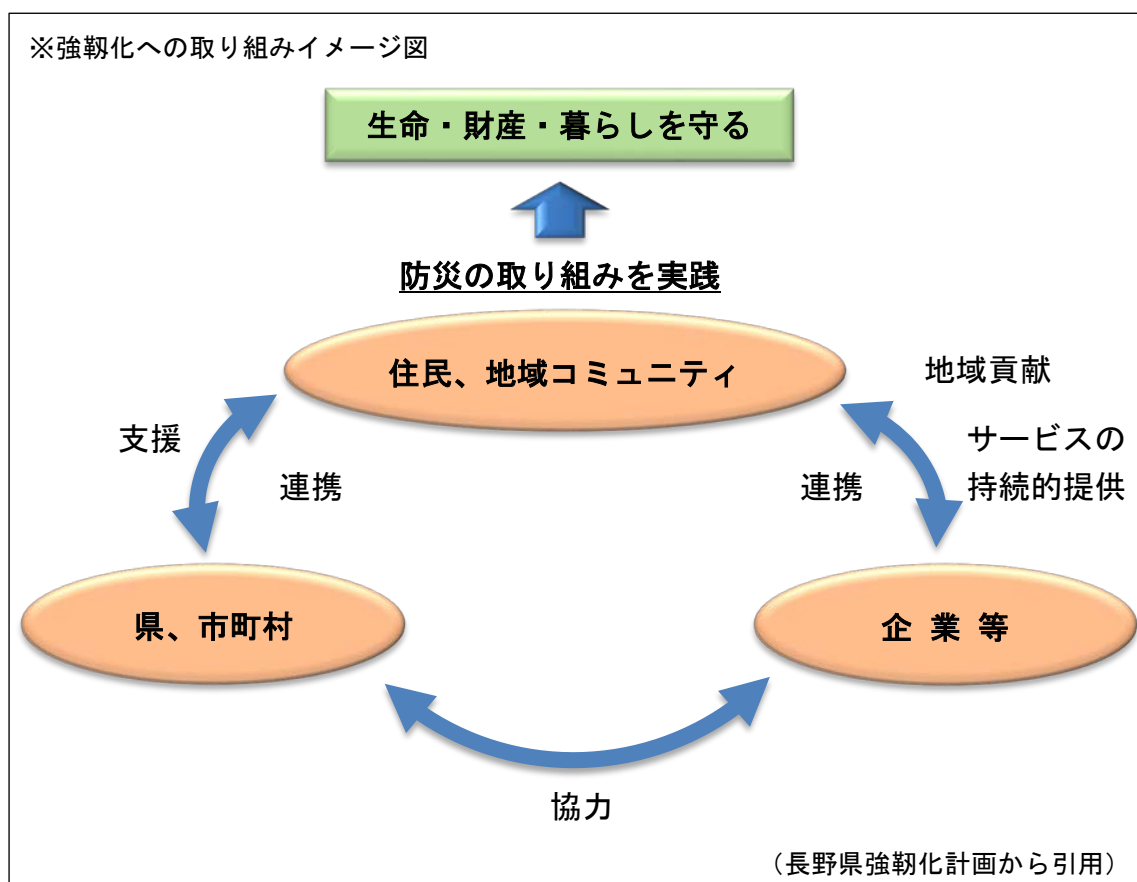 ※強靱化への取り組みイメージ図
生命・財産・暮らしを守る
防災の取り組みを実践
住民、地域コミュニティ
地域貢献
支援
サービスの
連携
連携
持続的提供
県、市町村
企業等
協力
（長野県強靱化計画から引用）